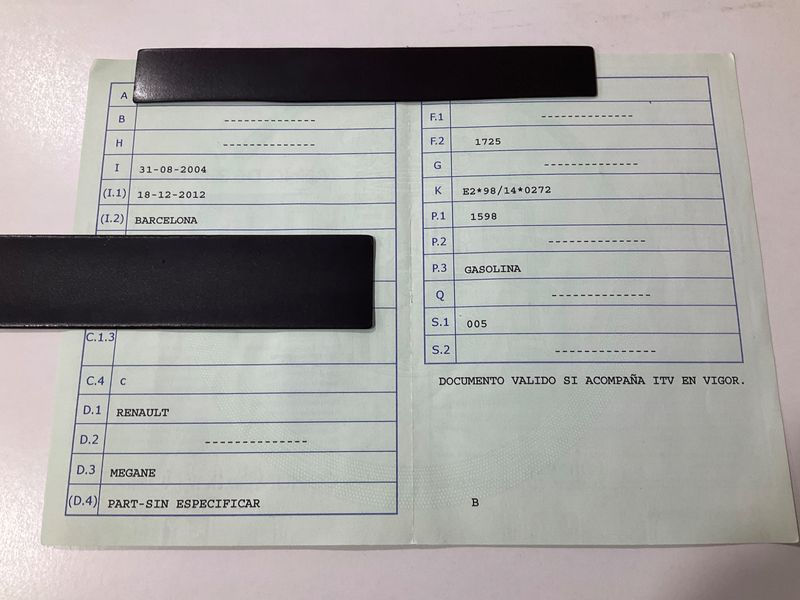 A
B --------------
H --------------
I 31-08-2004
(I.1) 18-12-2012
(I.2) BARCELONA
C.1.3
C.4 c
D.1 RENAULT
D.2 --------------
D.3 MEGANE
(D.4) PART-SIN ESPECIFICAR
F.1 --------------
F.2 1725
G --------------
K E2*98/14*0272
P.1 1598
P.2 --------------
P.3 GASOLINA
Q --------------
S.1 005
S.2 --------------
DOCUMENTO VALIDO SI ACOMPAÑA ITV EN VIGOR.
B